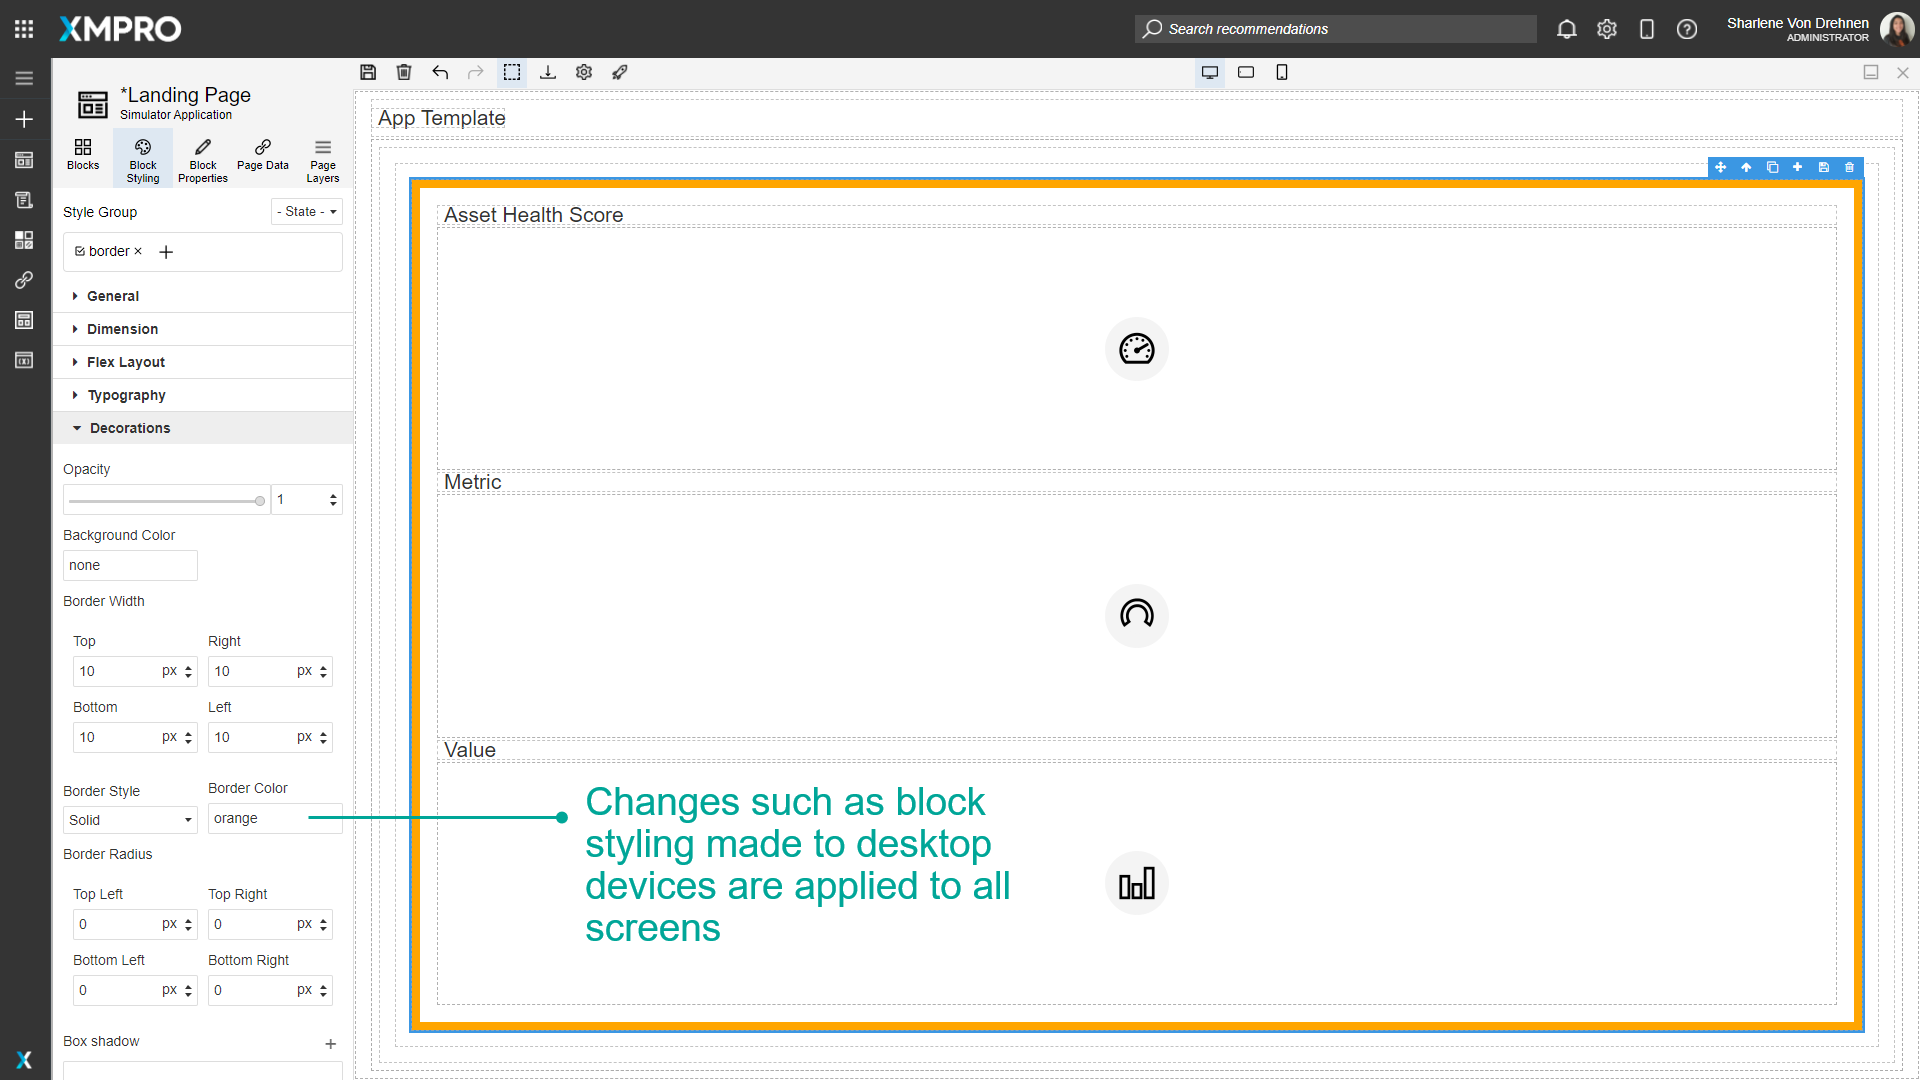 XMPRO
Search recommendations
Sharlene Von Drehnen
ADMINISTRATOR
*Landing Page
Simulator Application
Blocks
Block Styling
Block Properties
Page Data
Page Layers
Style Group
- State -
border ×
General
Dimension
Flex Layout
Typography
Decorations
Opacity
1
Background Color
none
Border Width
Top
Right
10 px
10 px
Bottom
Left
10 px
10 px
Border Style
Border Color
Solid
orange
Border Radius
Top Left
Top Right
0 px
0 px
Bottom Left
Bottom Right
0 px
0 px
Box shadow
App Template
Asset Health Score
Metric
Value
Changes such as block
styling made to desktop
devices are applied to all
screens